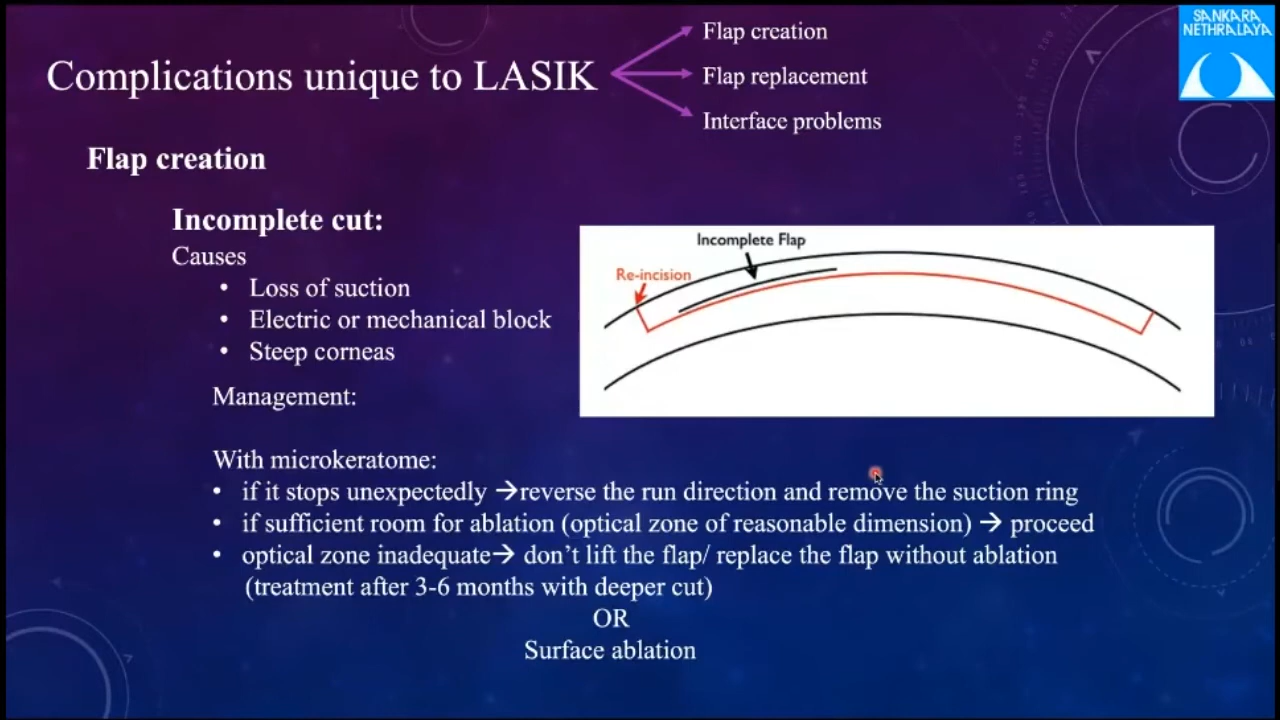 Complications unique to LASIK
Flap creation
Flap replacement
Interface problems
SANKARA
NETHRALAYA
Flap creation
Incomplete cut:
Causes
• Loss of suction
• Electric or mechanical block
• Steep corneas
Incomplete Flap
Re-incision
Management:
With microkeratome:
• if it stops unexpectedly →reverse the run direction and remove the suction ring
• if sufficient room for ablation (optical zone of reasonable dimension) → proceed
• optical zone inadequate→ don’t lift the flap/ replace the flap without ablation
(treatment after 3-6 months with deeper cut)
OR
Surface ablation